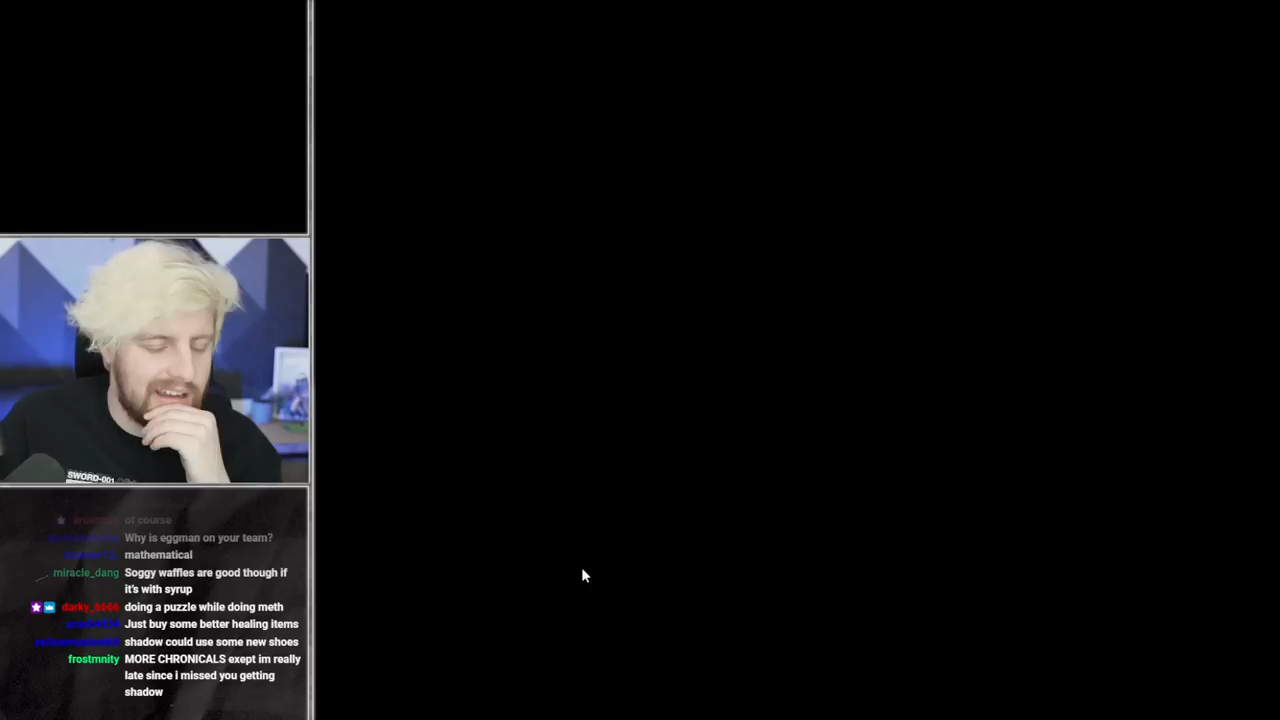 SWORD-001
of course
Why is eggman on your team?
mathematical
miracle_dang Soggy waffles are good though if
it's with syrup
darky_6666 doing a puzzle while doing meth
Just buy some better healing items
shadow could use some new shoes
frostmnity MORE CHRONICALS exept im really
late since i missed you getting
shadow